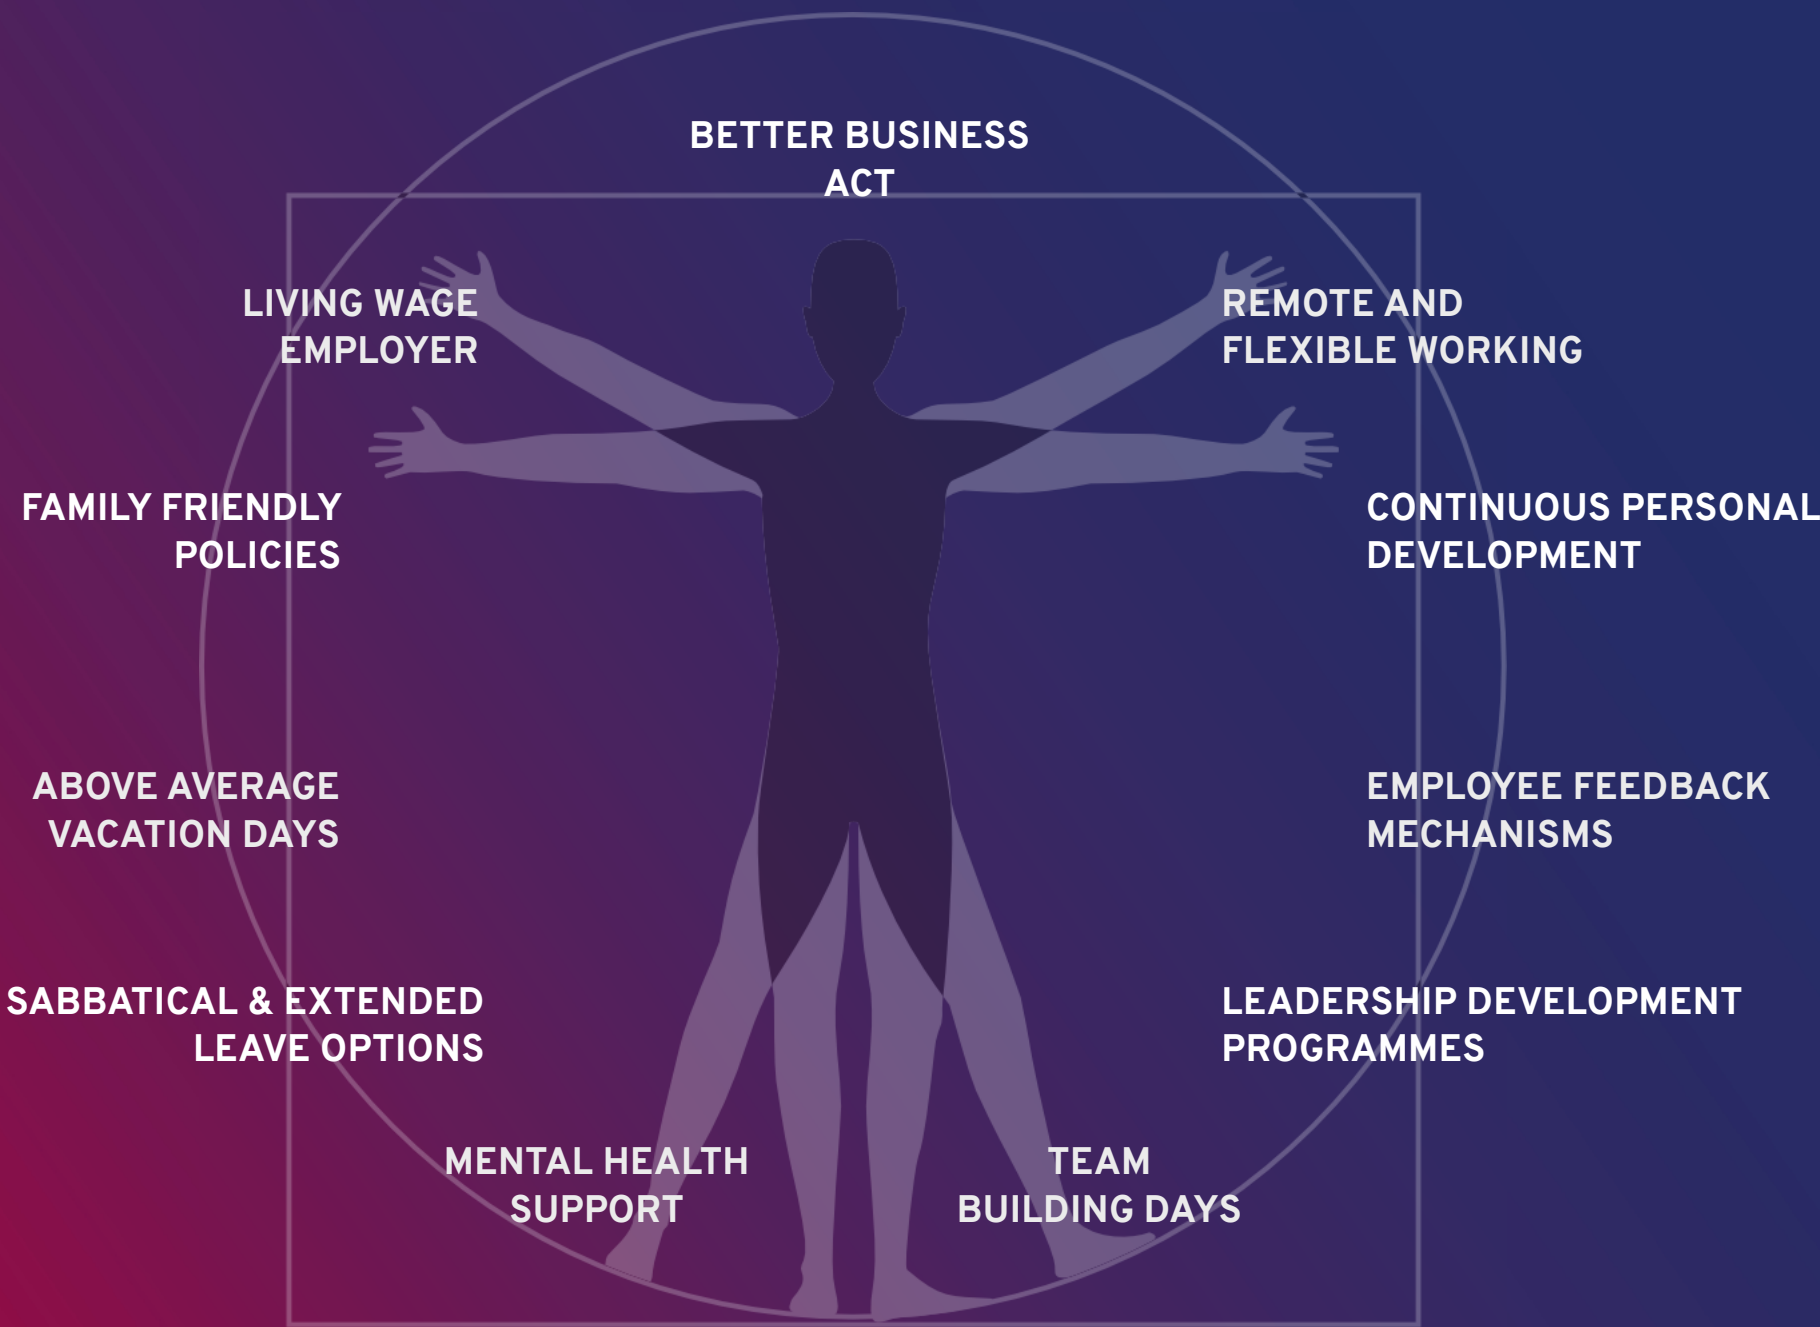 BETTER BUSINESS
ACT
LIVING WAGE
EMPLOYER
REMOTE AND
FLEXIBLE WORKING
FAMILY FRIENDLY
POLICIES
CONTINUOUS PERSONAL
DEVELOPMENT
ABOVE AVERAGE
VACATION DAYS
EMPLOYEE FEEDBACK
MECHANISMS
SABBATICAL & EXTENDED
LEAVE OPTIONS
LEADERSHIP DEVELOPMENT
PROGRAMMES
MENTAL HEALTH
SUPPORT
TEAM
BUILDING DAYS